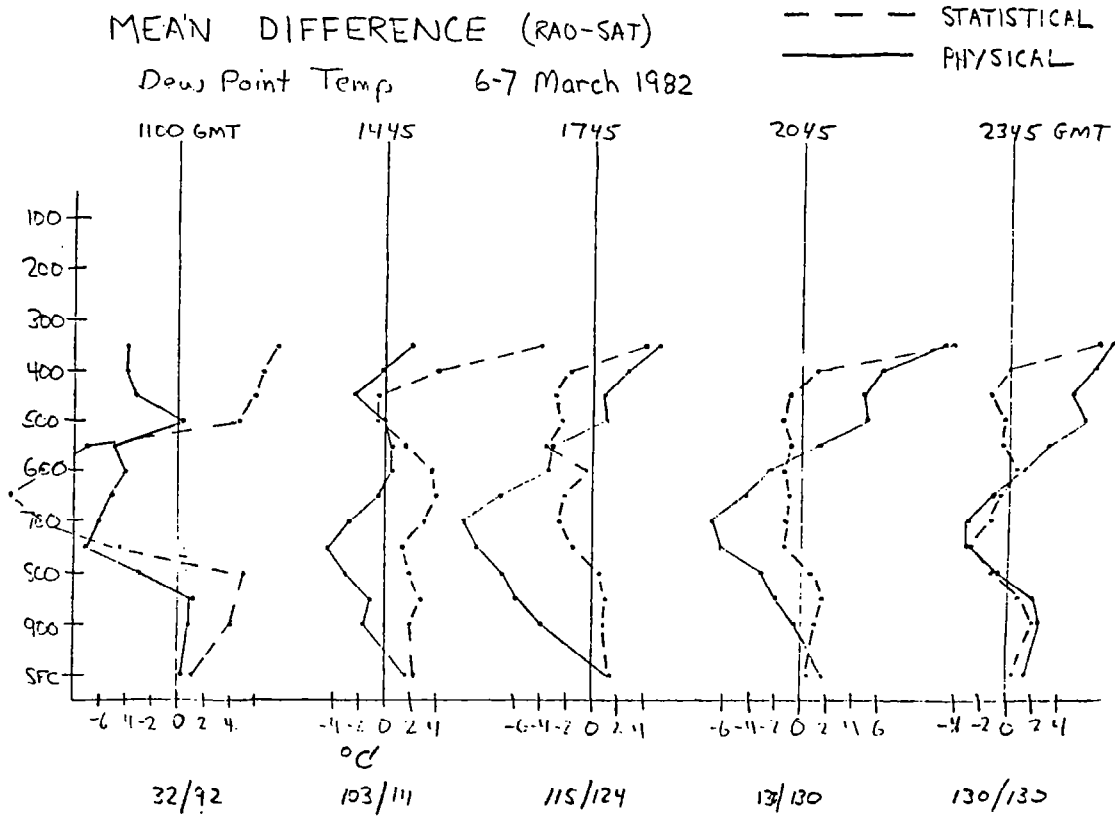 MEAN DIFFERENCE (RAO-SAT)
STATISTICAL
PHYSICAL
Dew Point Temp 6-7 March 1982
1100 GMT 1445 1745 2045 2345 GMT
100
200
300
400
500
600
700
800
900
SFC
-6 -4 -2 0 2 4 -4 -2 0 2 4 -6 -4 -2 0 2 4 -6 -4 -2 0 2 4 6 -4 -2 0 2 4
32/92 103/111 115/124 130/130